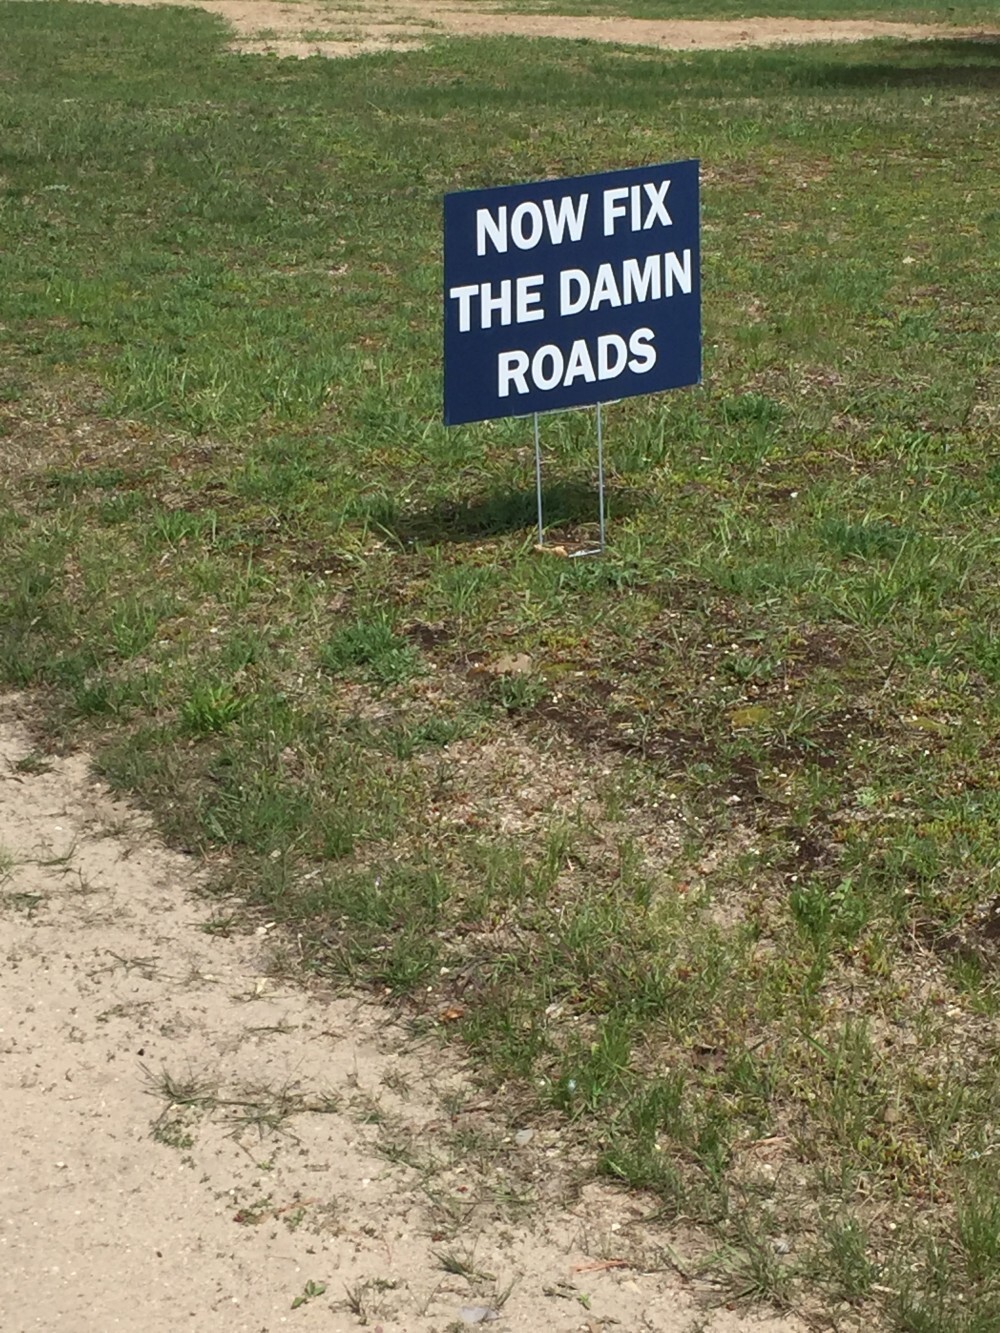 NOW FIX
THE DAMN
ROADS